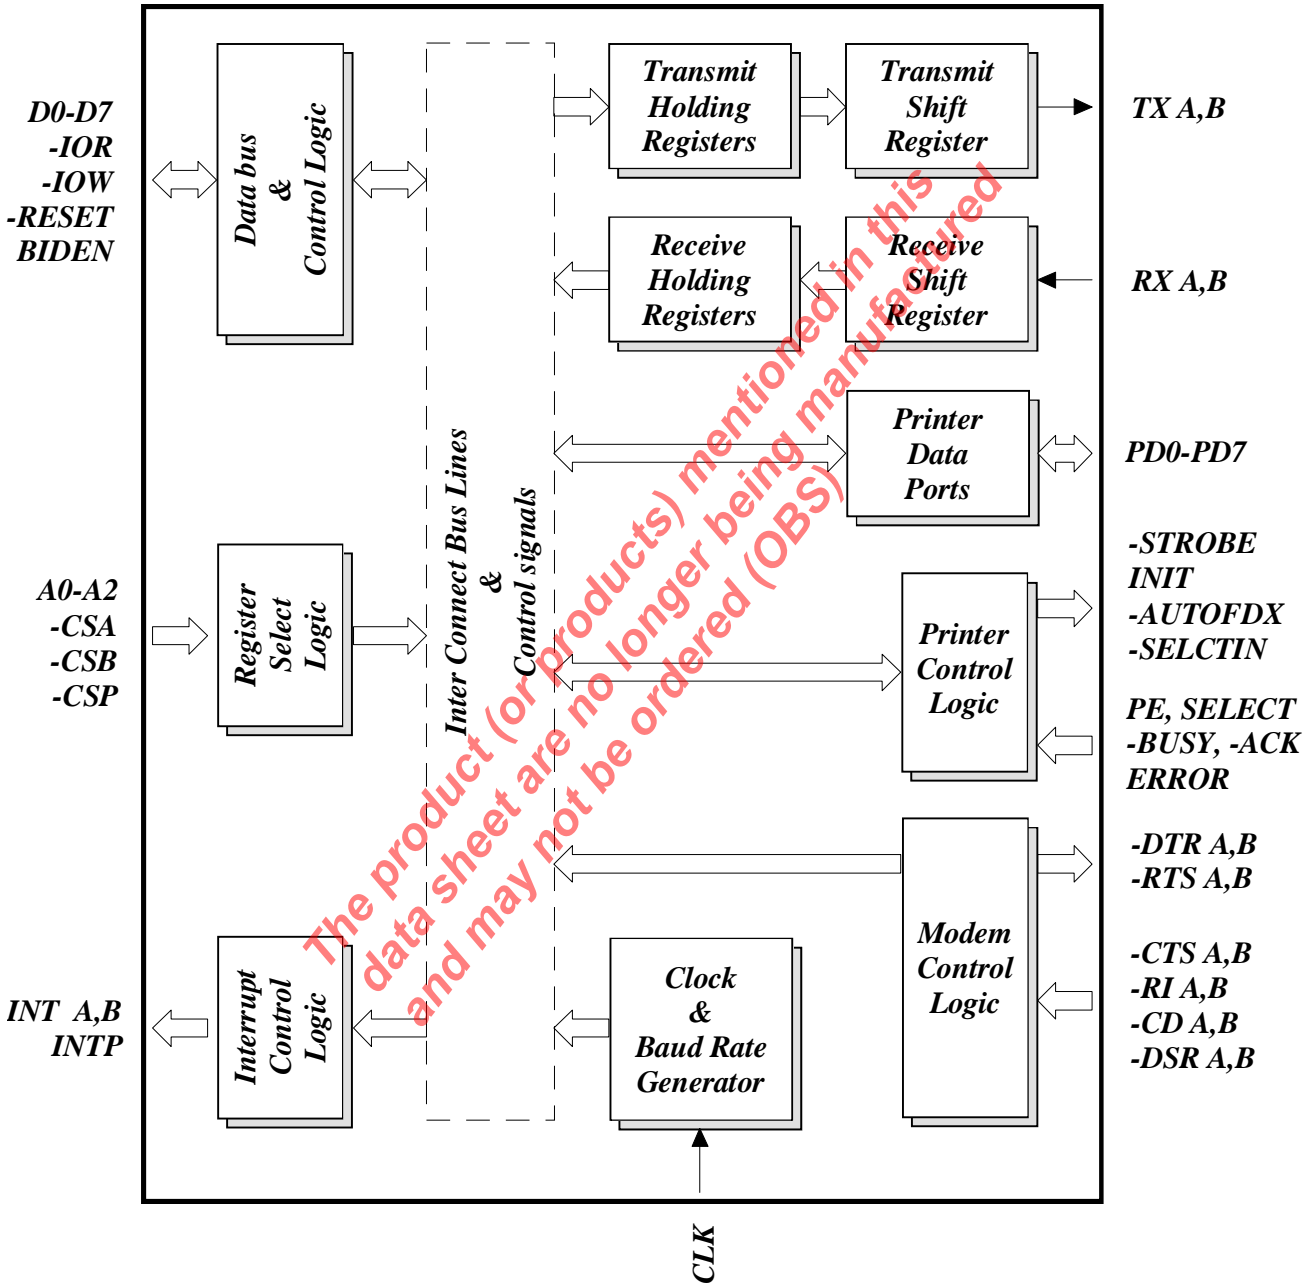 D0-D7
-IOR
-IOW
-RESET
BIDEN
Data bus
&
Control Logic
A0-A2
-CSA
-CSB
-CSP
Register
Select
Logic
INT A,B
INTP
Interrupt
Control
Logic
Inter Connect Bus Lines
&
Control signals
Transmit
Holding
Registers
Transmit
Shift
Register
TX A,B
Receive
Holding
Registers
Receive
Shift
Register
RX A,B
Printer
Data
Ports
PD0-PD7
Printer
Control
Logic
-STROBE
INIT
-AUTOFDX
-SELCTIN
PE, SELECT
-BUSY, -ACK
ERROR
Modem
Control
Logic
-DTR A,B
-RTS A,B
-CTS A,B
-RI A,B
-CD A,B
-DSR A,B
Clock
&
Baud Rate
Generator
CLK
The product (or products) mentioned in this
data sheet are no longer being manufactured
and may not be ordered (OBS)